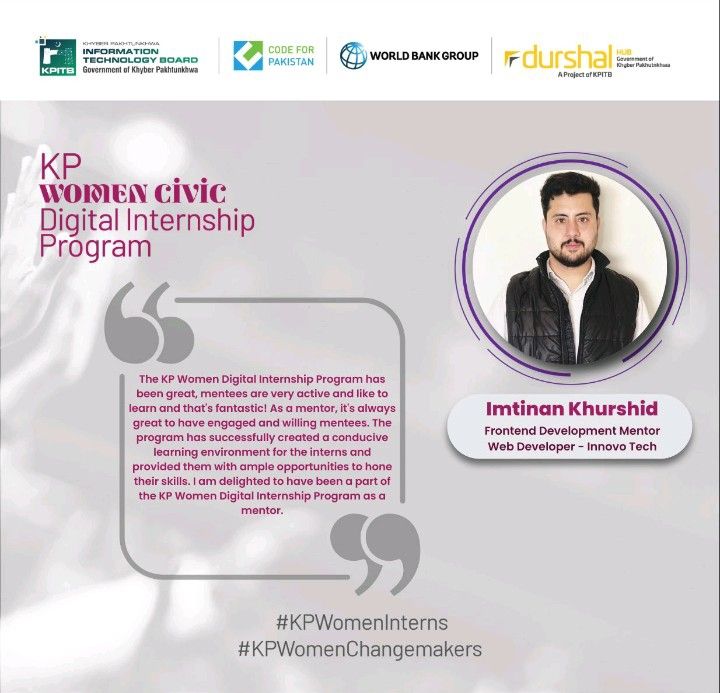 KPITB
KHYBER PAKHTUNKHWA
INFORMATION
TECHNOLOGY BOARD
Government of Khyber Pakhtunkhwa
CODE FOR
PAKISTAN
WORLD BANK GROUP
durshal
HUB
Government of
Khyber Pakhutnkhwa
A Project of KPITB
KP
WOMEN CIVIC
Digital Internship
Program
The KP Women Digital Internship Program has
been great, mentees are very active and like to
learn and that's fantastic! As a mentor, it's always
great to have engaged and willing mentees. The
program has successfully created a conducive
learning environment for the interns and
provided them with ample opportunities to hone
their skills. I am delighted to have been a part of
the KP Women Digital Internship Program as a
mentor.
Imtinan Khurshid
Frontend Development Mentor
Web Developer - Innovo Tech
#KPWomenInterns
#KPWomenChangemakers